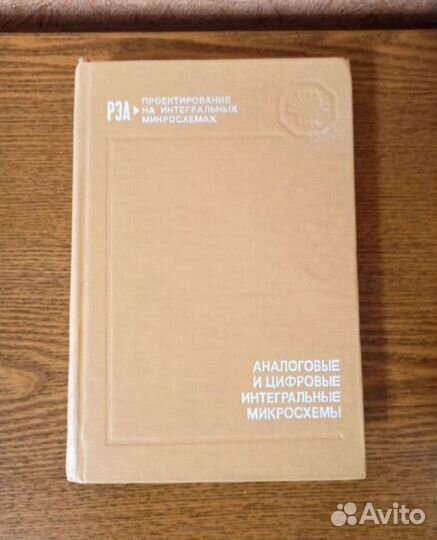 РЭА
ПРОЕКТИРОВАНИЕ
НА ИНТЕГРАЛЬНЫХ
МИКРОСХЕМАХ
АНАЛОГОВЫЕ
И ЦИФРОВЫЕ
ИНТЕГРАЛЬНЫЕ
МИКРОСХЕМЫ
Avito